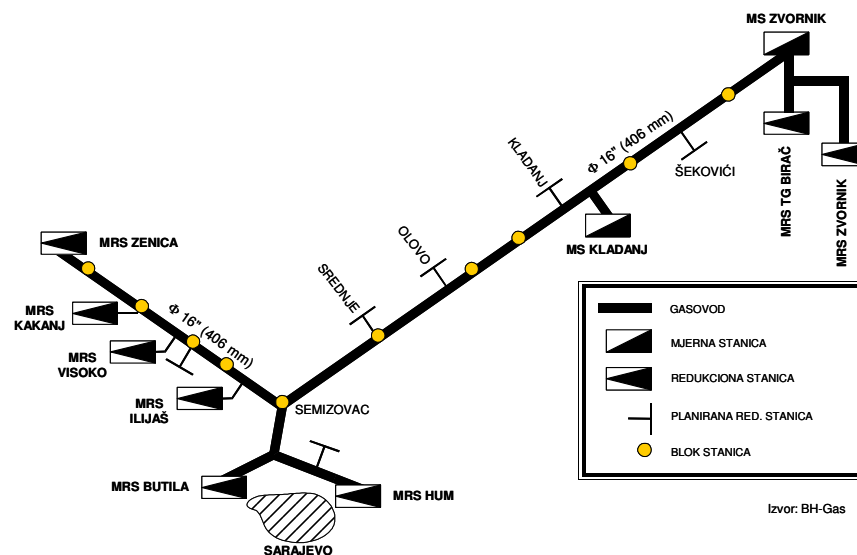 MS ZVORNIK
Φ 16" (406 mm)
KLADANJ
ŠEKOVIĆI
MRS TG BIRAČ
MRS ZVORNIK
MS KLADANJ
OLOVO
MRS ZENICA
SREDNJE
MRS
KAKANJ
Φ 16" (406 mm)
MRS
VISOKO
MRS
ILIJAŠ
SEMIZOVAC
MRS BUTILA
MRS HUM
SARAJEVO
GASOVOD
MJERNA STANICA
REDUKCIONA STANICA
PLANIRANA RED. STANICA
BLOK STANICA
Izvor: BH-Gas